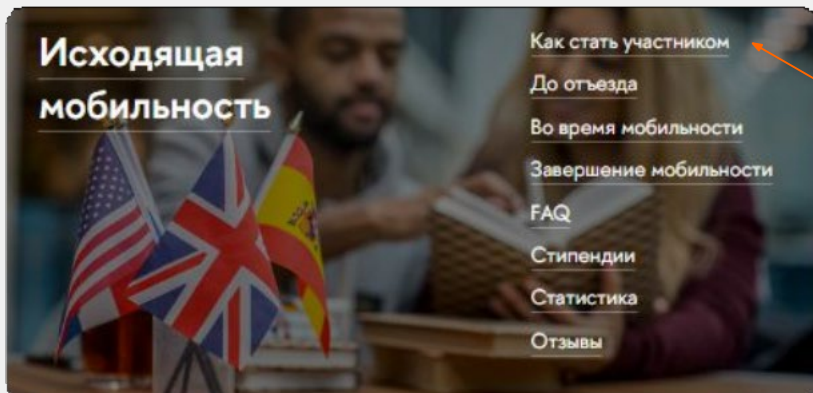 Исходящая
мобильность
Как стать участником
До отъезда
Во время мобильности
Завершение мобильности
FAQ
Стипендии
Статистика
Отзывы